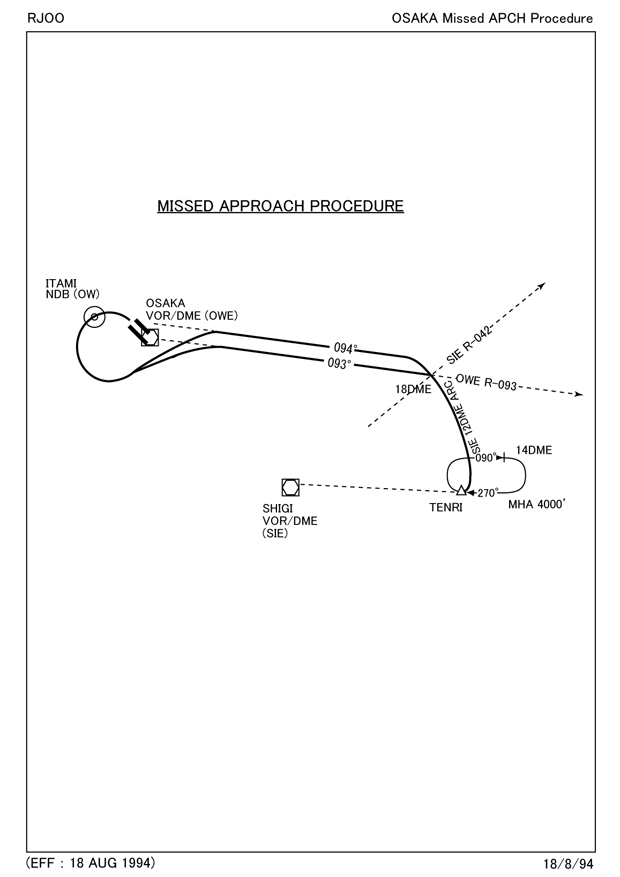 RJOO
OSAKA Missed APCH Procedure
MISSED APPROACH PROCEDURE
ITAMI
NDB (OW)
OSAKA
VOR/DME (OWE)
094°
093°
SIE R-042
OWE R-093
18DME
SIE 12DME ARC
090°
14DME
270°
MHA 4000'
TENRI
SHIGI
VOR/DME
(SIE)
(EFF : 18 AUG 1994)
18/8/94